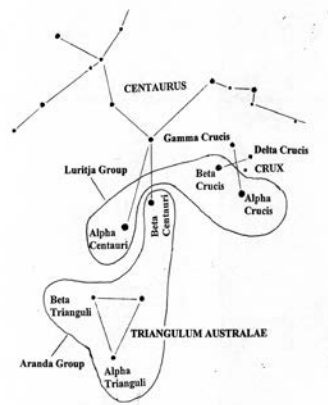 CENTAURUS
Gamma Crucis
Delta Crucis
Luritja Group
CRUX
Beta
Crucis
Alpha
Crucis
Alpha
Centauri
Beta
Centauri
Beta
Trianguli
TRIANGULUM AUSTRALAE
Aranda Group
Alpha
Trianguli